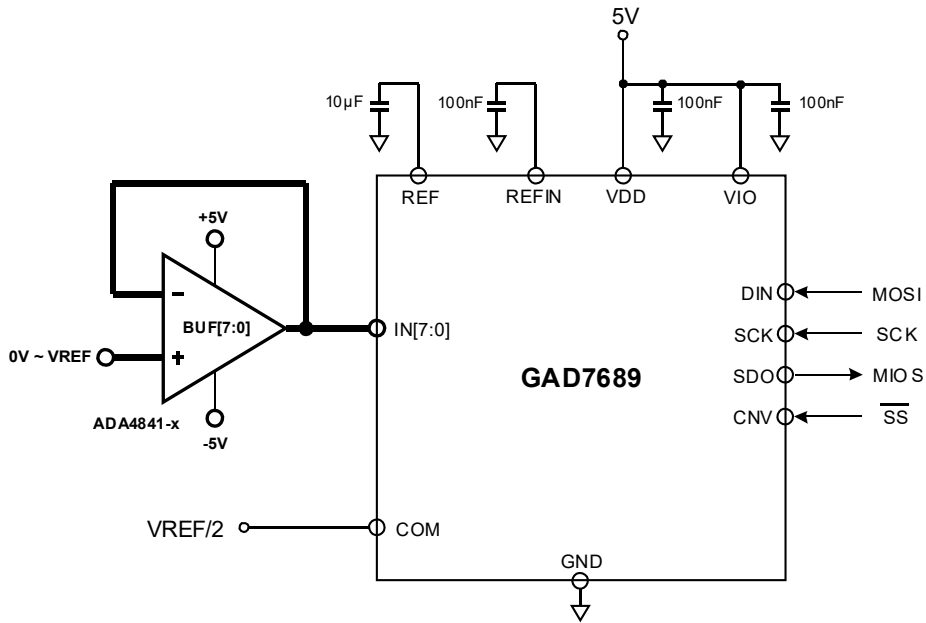 5V
10µF
100nF
100nF
100nF
REF
REFIN
VDD
VIO
+5V
−
BUF[7:0]
+
0V ~ VREF
ADA4841-x
-5V
IN[7:0]
GAD7689
DIN
MOSI
SCK
SCK
SDO
MIOS
CNV
SS
VREF/2
COM
GND